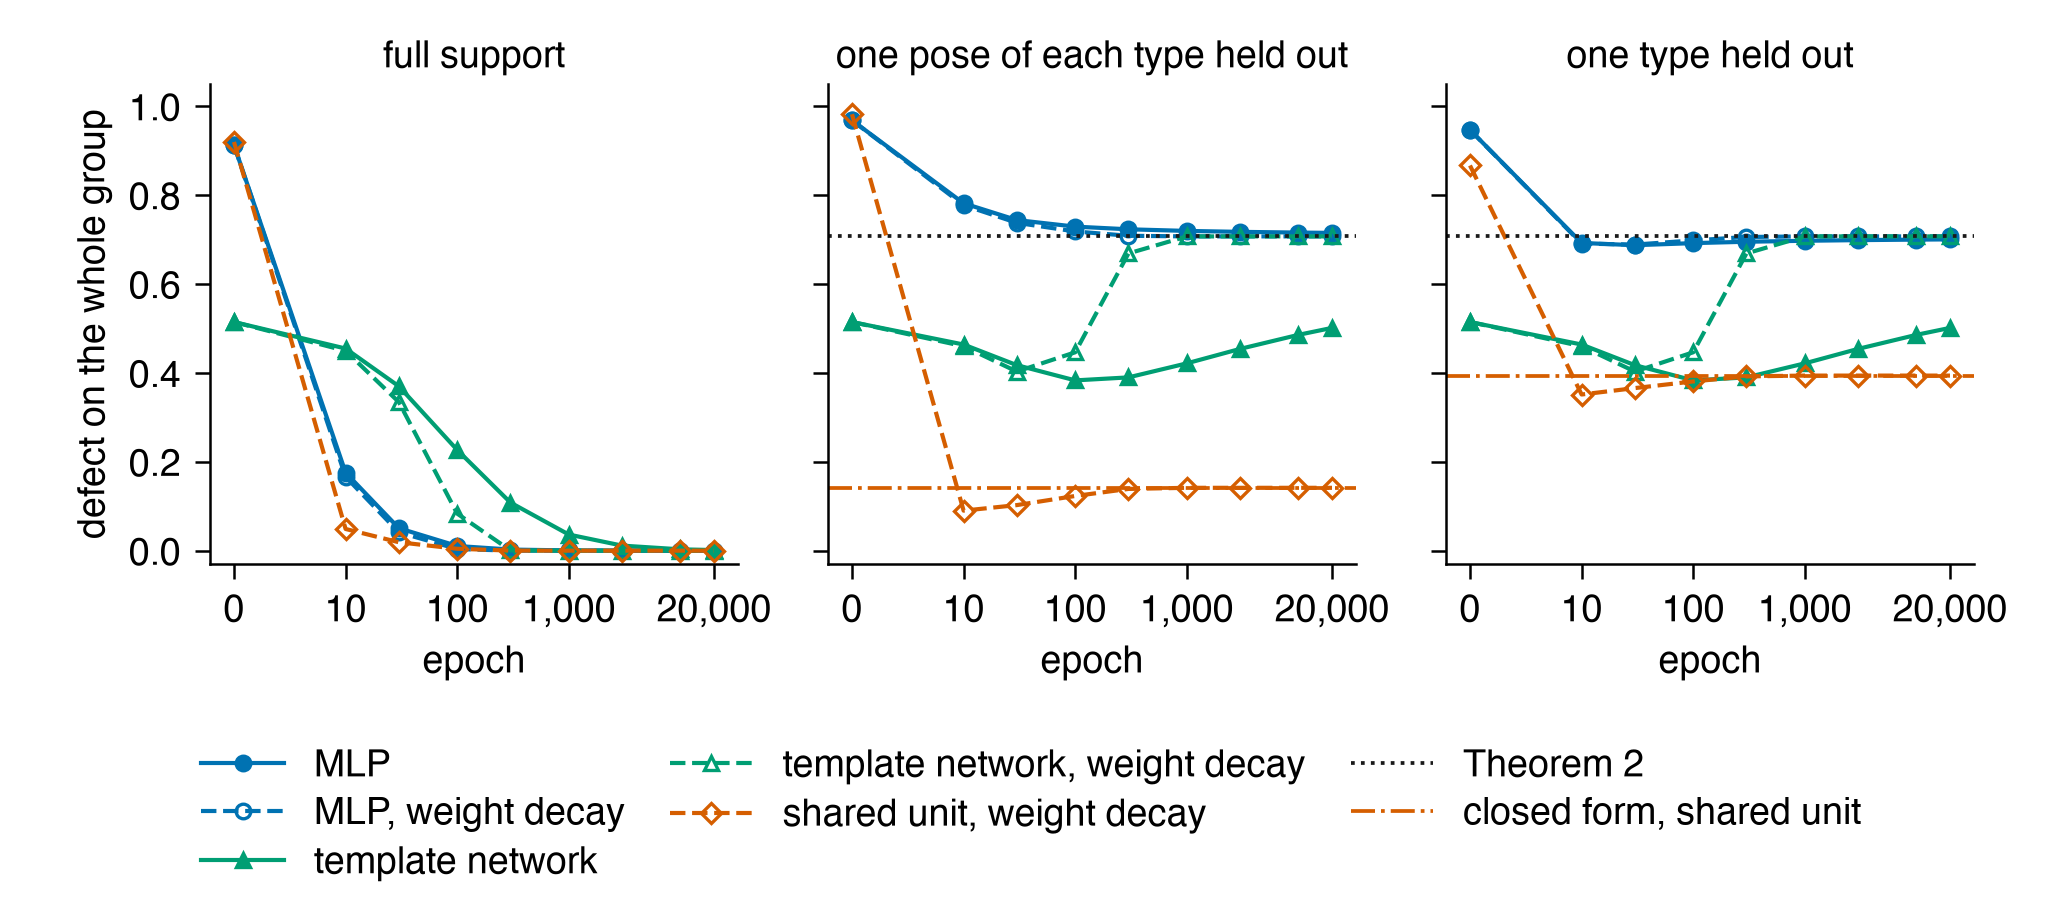 full support
one pose of each type held out
one type held out
defect on the whole group
1.0
0.8
0.6
0.4
0.2
0.0
0 10 100 1,000 20,000
0 10 100 1,000 20,000
0 10 100 1,000 20,000
epoch
epoch
epoch
MLP
MLP, weight decay
template network
template network, weight decay
shared unit, weight decay
Theorem 2
closed form, shared unit